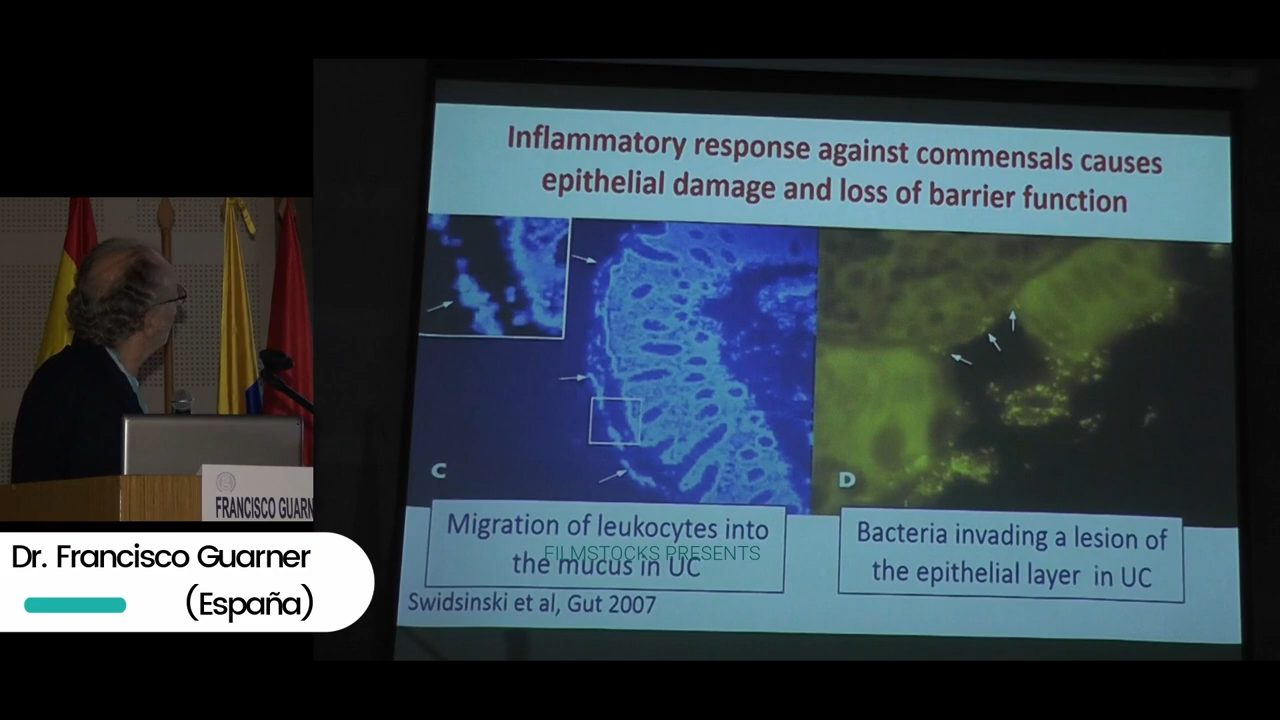 Inflammatory response against commensals causes
epithelial damage and loss of barrier function
C
D
Migration of leukocytes into
the mucus in UC
Bacteria invading a lesion of
the epithelial layer in UC
FILMSTOCKS PRESENTS
Swidsinski et al, Gut 2007
FRANCISCO GUARN
Dr. Francisco Guarner
(España)